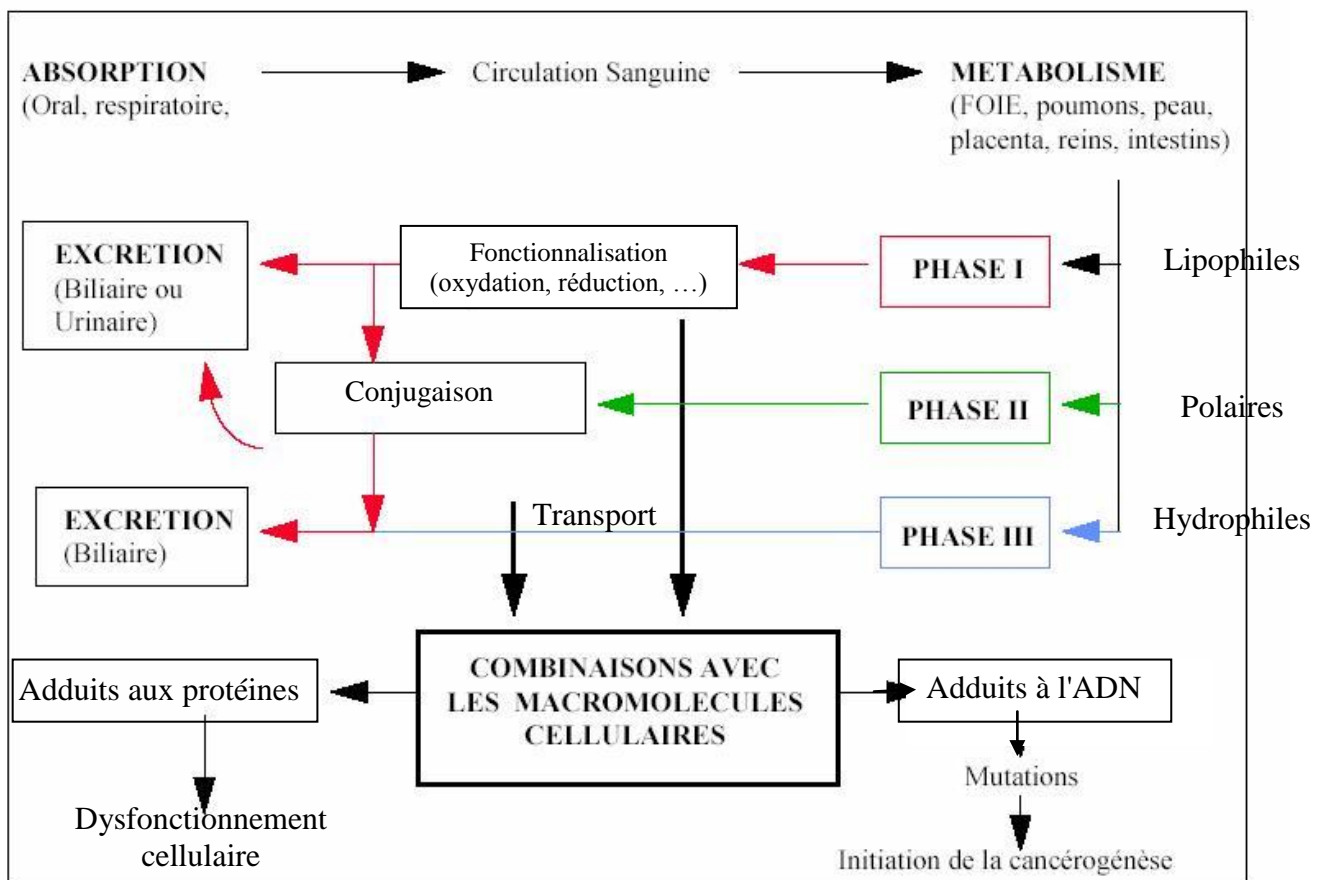 ABSORPTION
(Oral, respiratoire,
Circulation Sanguine
METABOLISME
(FOIE, poumons, peau,
placenta, reins, intestins)
EXCRETION
(Biliaire ou
Urinaire)
Fonctionnalisation
(oxydation, réduction, …)
PHASE I
Lipophiles
Conjugaison
PHASE II
Polaires
EXCRETION
(Biliaire)
Transport
PHASE III
Hydrophiles
COMBINAISONS AVEC
LES MACROMOLECULES
CELLULAIRES
Adduits aux protéines
Adduits à l'ADN
Mutations
Dysfonctionnement
cellulaire
Initiation de la cancérogénèse